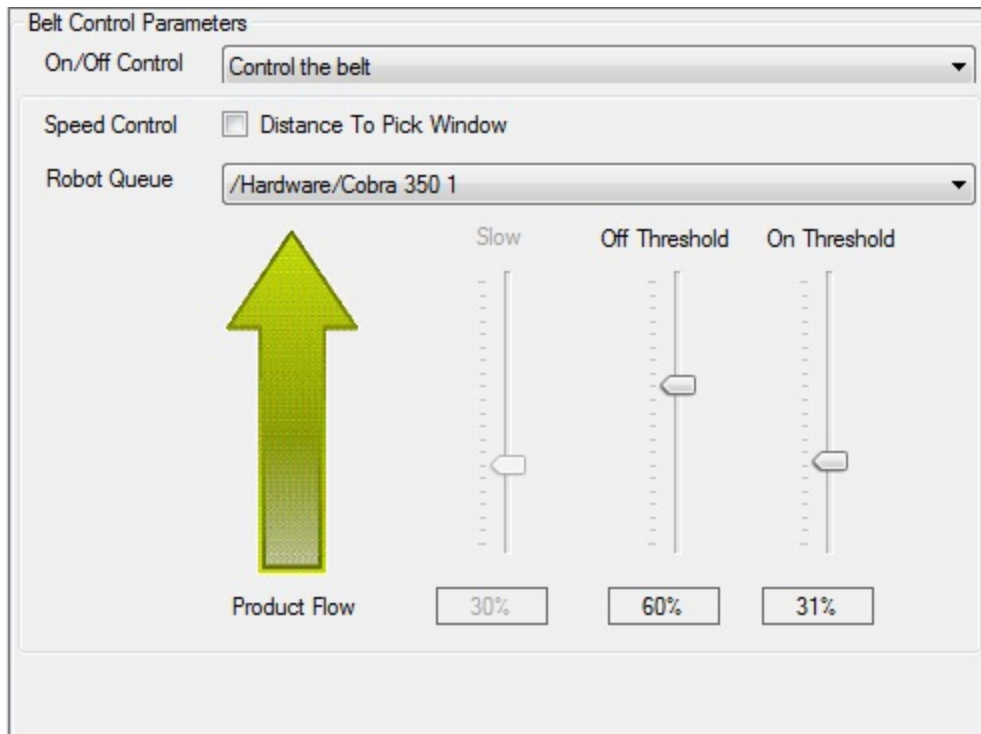 Belt Control Parameters
On/Off Control Control the belt
Speed Control Distance To Pick Window
Robot Queue /Hardware/Cobra 350 1
Slow Off Threshold On Threshold
Product Flow 30% 60% 31%